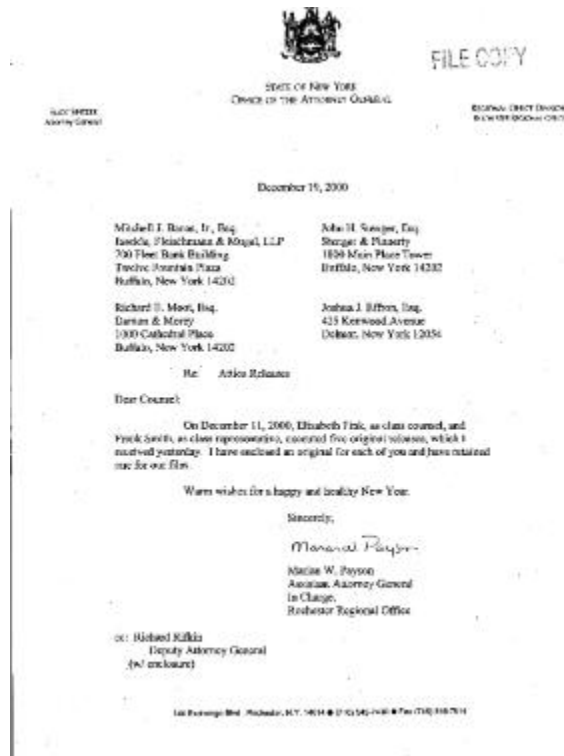 FILE COPY
STATE OF NEW YORK
OFFICE OF THE ATTORNEY GENERAL
Attorney General
December 19, 2000
Mitchell J. Banas, Jr., Esq.
Fleischmann & Mugel, LLP
700 Fleet Bank Building
Twelve Fountain Plaza
Buffalo, New York 14202
John H. Stenger, Esq.
Stenger & Finnerty
1800 Main Place Tower
Buffalo, New York 14202
Richard E. Moot, Esq.
Damon & Morey
1000 Cathedral Place
Buffalo, New York 14202
Joshua J. Effron, Esq.
425 Kenwood Avenue
Delmar, New York 12054
Re: Attica Releases
Dear Counsel:
On December 11, 2000, Elizabeth Fink, as class counsel, and
Frank Smith, as class representative, executed five original releases, which I
received yesterday. I have enclosed an original for each of you and have retained
one for our files.
Warm wishes for a happy and healthy New Year.
Sincerely,
Payson
W. Payson
Assistant Attorney General
In Charge,
Rochester Regional Office
cc: Richard Rifkin
Deputy Attorney General
(w/ enclosure)
Rochester, N.Y. 14614